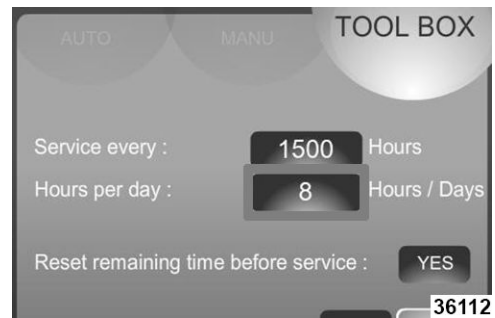 AUTO MANU TOOL BOX
Service every : 1500 Hours
Hours per day : 8 Hours / Days
Reset remaining time before service : YES
36112